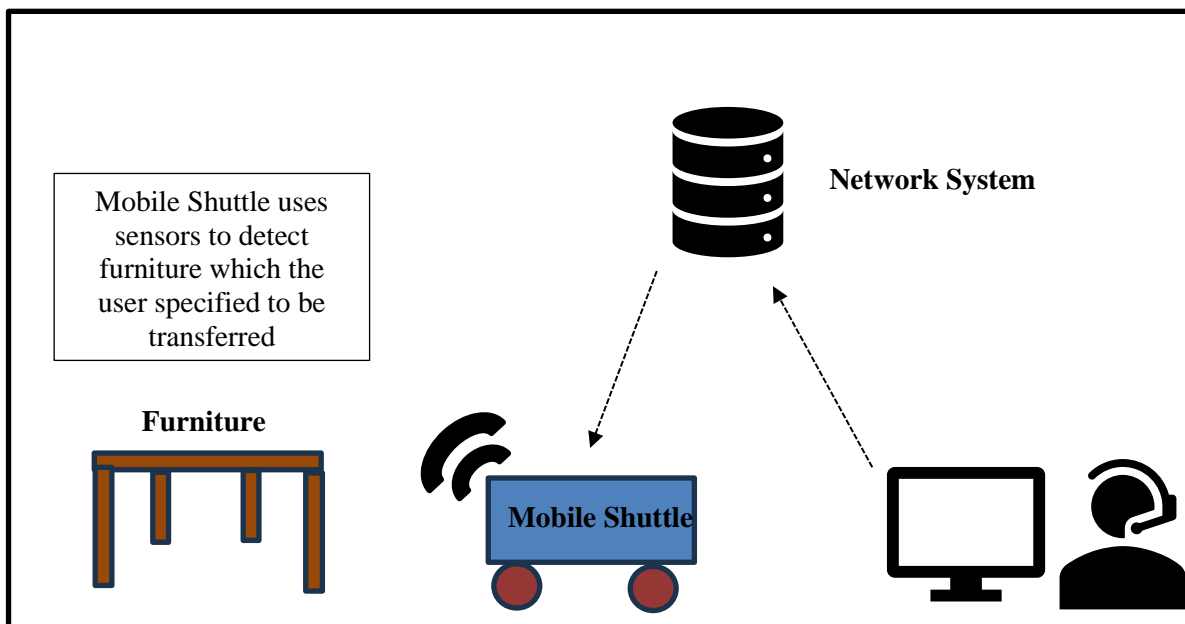 Network System
Mobile Shuttle uses
sensors to detect
furniture which the
user specified to be
transferred
Furniture
Mobile Shuttle